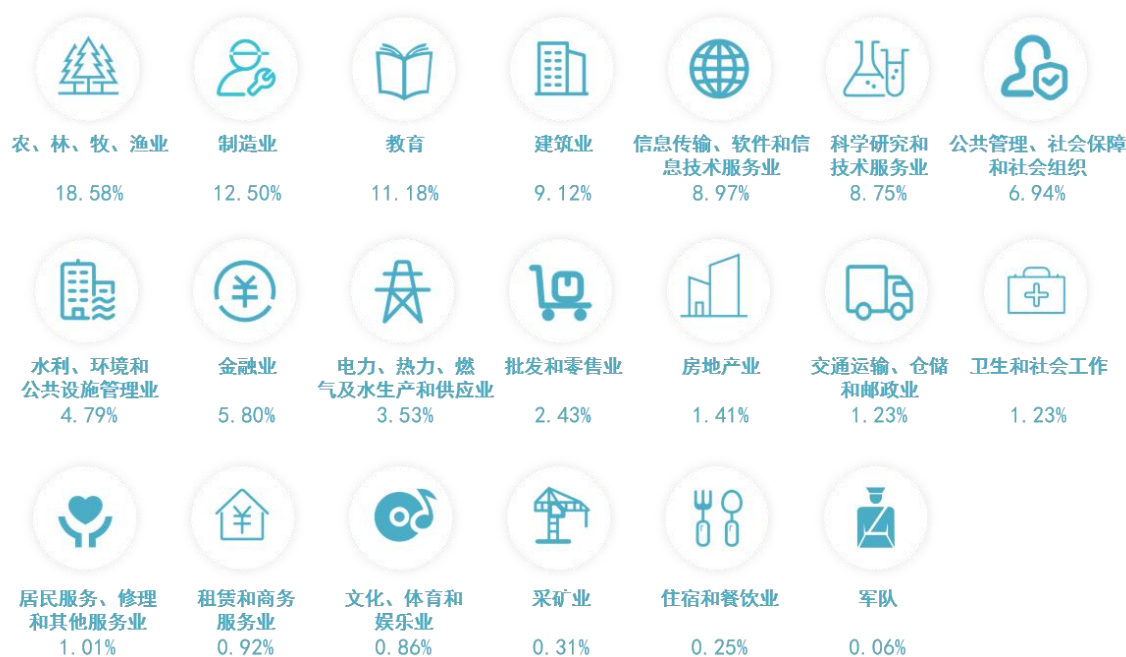 农、林、牧、渔业
18.58%
制造业
12.50%
教育
11.18%
建筑业
9.12%
信息传输、软件和信
息技术服务业
8.97%
科学研究和
技术服务业
8.75%
公共管理、社会保障
和社会组织
6.94%
水利、环境和
公共设施管理业
4.79%
金融业
5.80%
电力、热力、燃
气及水生产和供应业
3.53%
批发和零售业
2.43%
房地产业
1.41%
交通运输、仓储
和邮政业
1.23%
卫生和社会工作
1.23%
居民服务、修理
和其他服务业
1.01%
租赁和商务
服务业
0.92%
文化、体育和
娱乐业
0.86%
采矿业
0.31%
住宿和餐饮业
0.25%
军队
0.06%